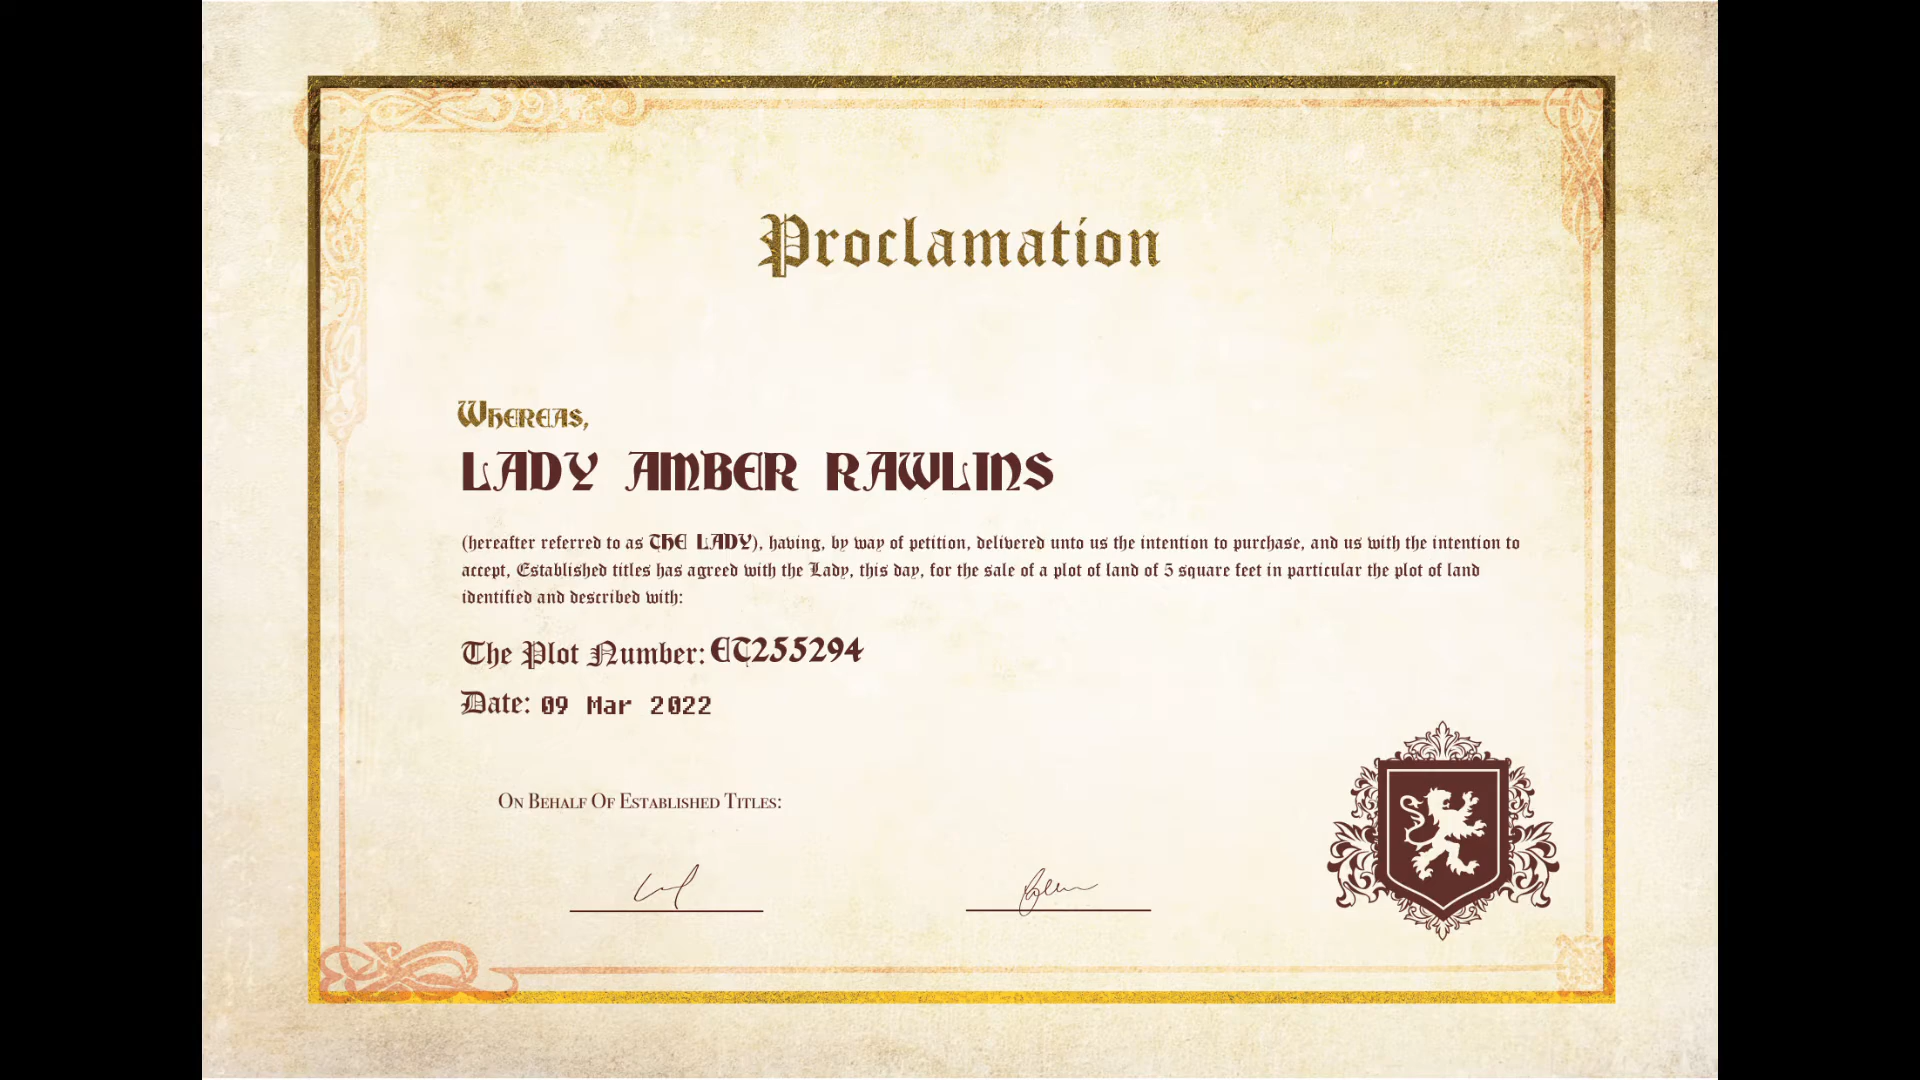 Proclamation
Whereas,
LADY AMBER RAWLINS
(hereafter referred to as THE LADY), having, by way of petition, delivered unto us the intention to purchase, and us with the intention to
accept, Established titles has agreed with the Lady, this day, for the sale of a plot of land of 5 square feet in particular the plot of land
identified and described with:
The Plot Number: ET255294
Date: 09 Mar 2022
On Behalf Of Established Titles: